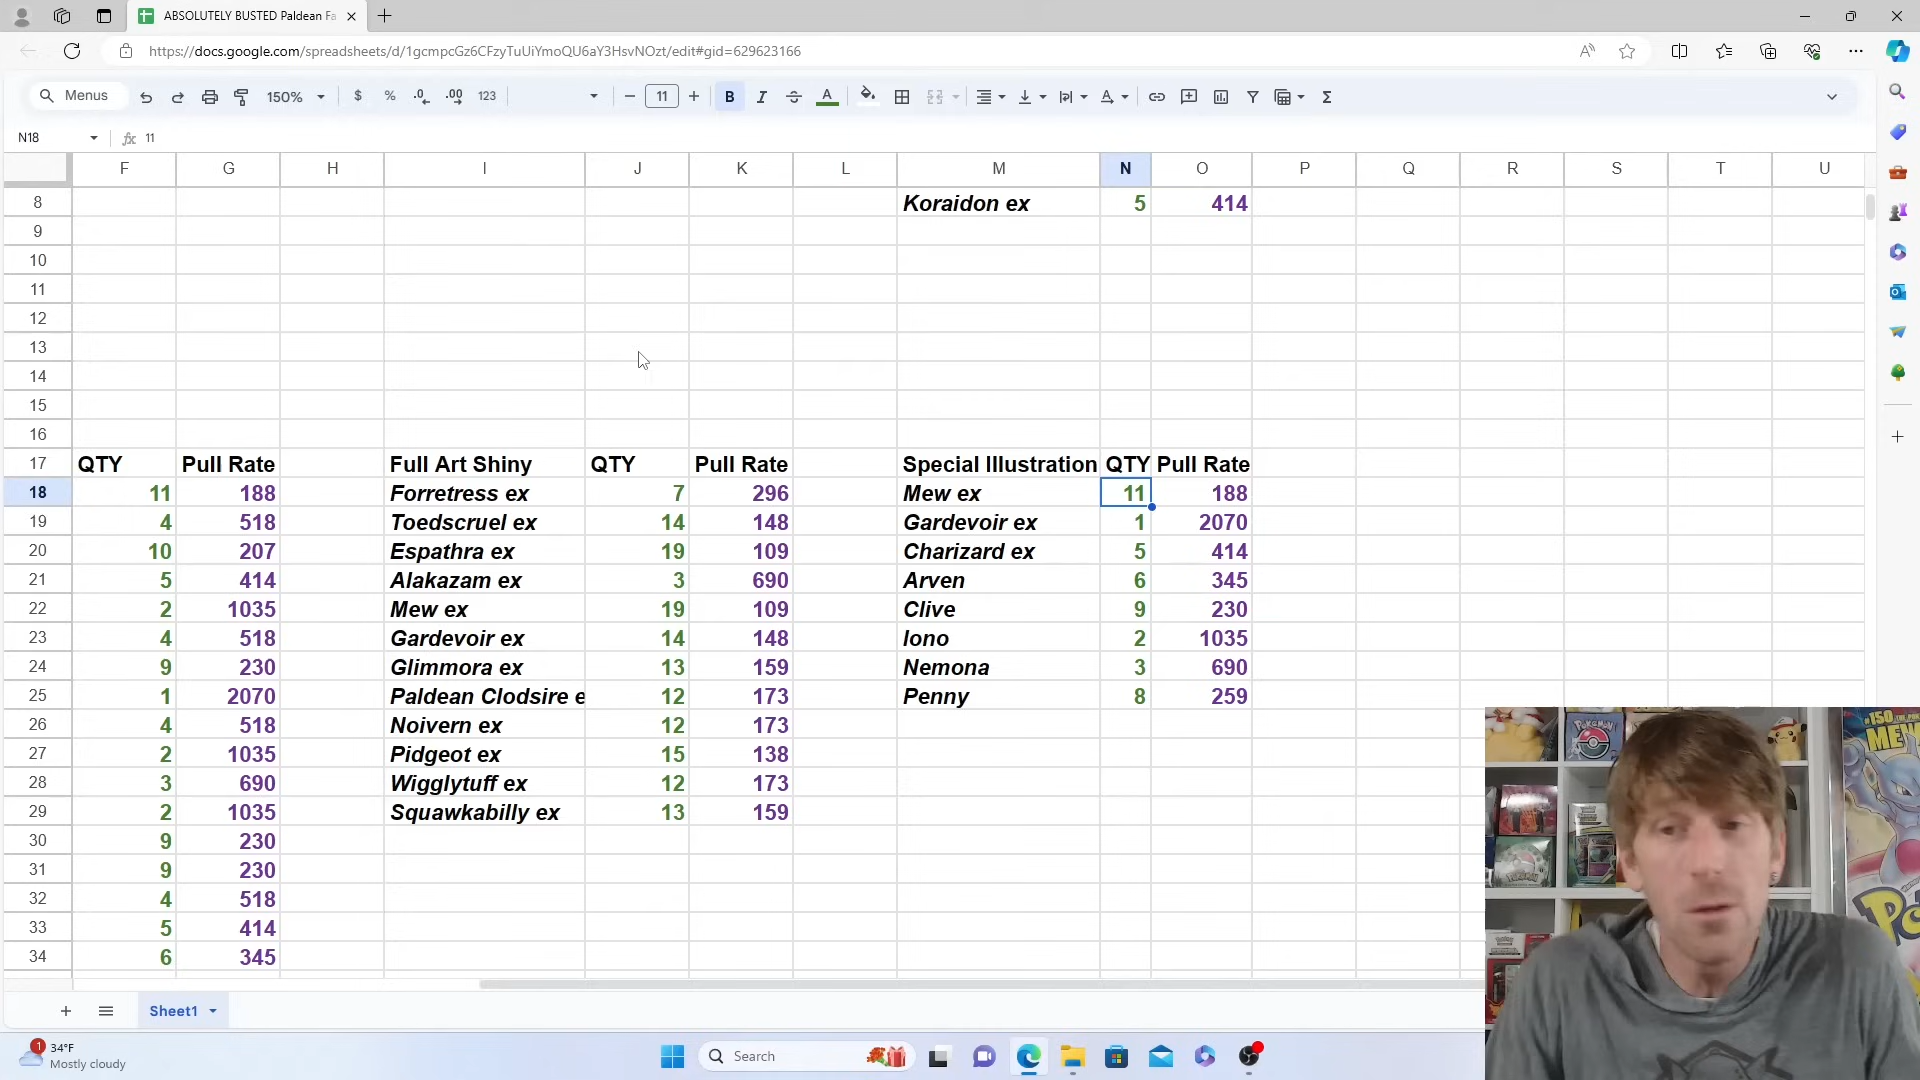 ABSOLUTELY BUSTED Paldean Fa
https://docs.google.com/spreadsheets/d/1gcmpcGz6CFzyTuUiYmoQU6aY3HsvNOzt/edit#gid=629623166
Menus 150% $ % .0 .00 123 11
N18 fx 11
F G H I J K L M N O P Q R S T U
8 Koraidon ex 5 414
9
10
11
12
13
14
15
16
17 QTY Pull Rate Full Art Shiny QTY Pull Rate Special Illustration QTY Pull Rate
18 11 188 Forretress ex 7 296 Mew ex 11 188
19 4 518 Toedscruel ex 14 148 Gardevoir ex 1 2070
20 10 207 Espathra ex 19 109 Charizard ex 5 414
21 5 414 Alakazam ex 3 690 Arven 6 345
22 2 1035 Mew ex 19 109 Clive 9 230
23 4 518 Gardevoir ex 14 148 Iono 2 1035
24 9 230 Glimmora ex 13 159 Nemona 3 690
25 1 2070 Paldean Clodsire e 12 173 Penny 8 259
26 4 518 Noivern ex 12 173
27 2 1035 Pidgeot ex 15 138
28 3 690 Wigglytuff ex 12 173
29 2 1035 Squawkabilly ex 13 159
30 9 230
31 9 230
32 4 518
33 5 414
34 6 345
Sheet1
1
34°F
Mostly cloudy
Search
#150
MEW